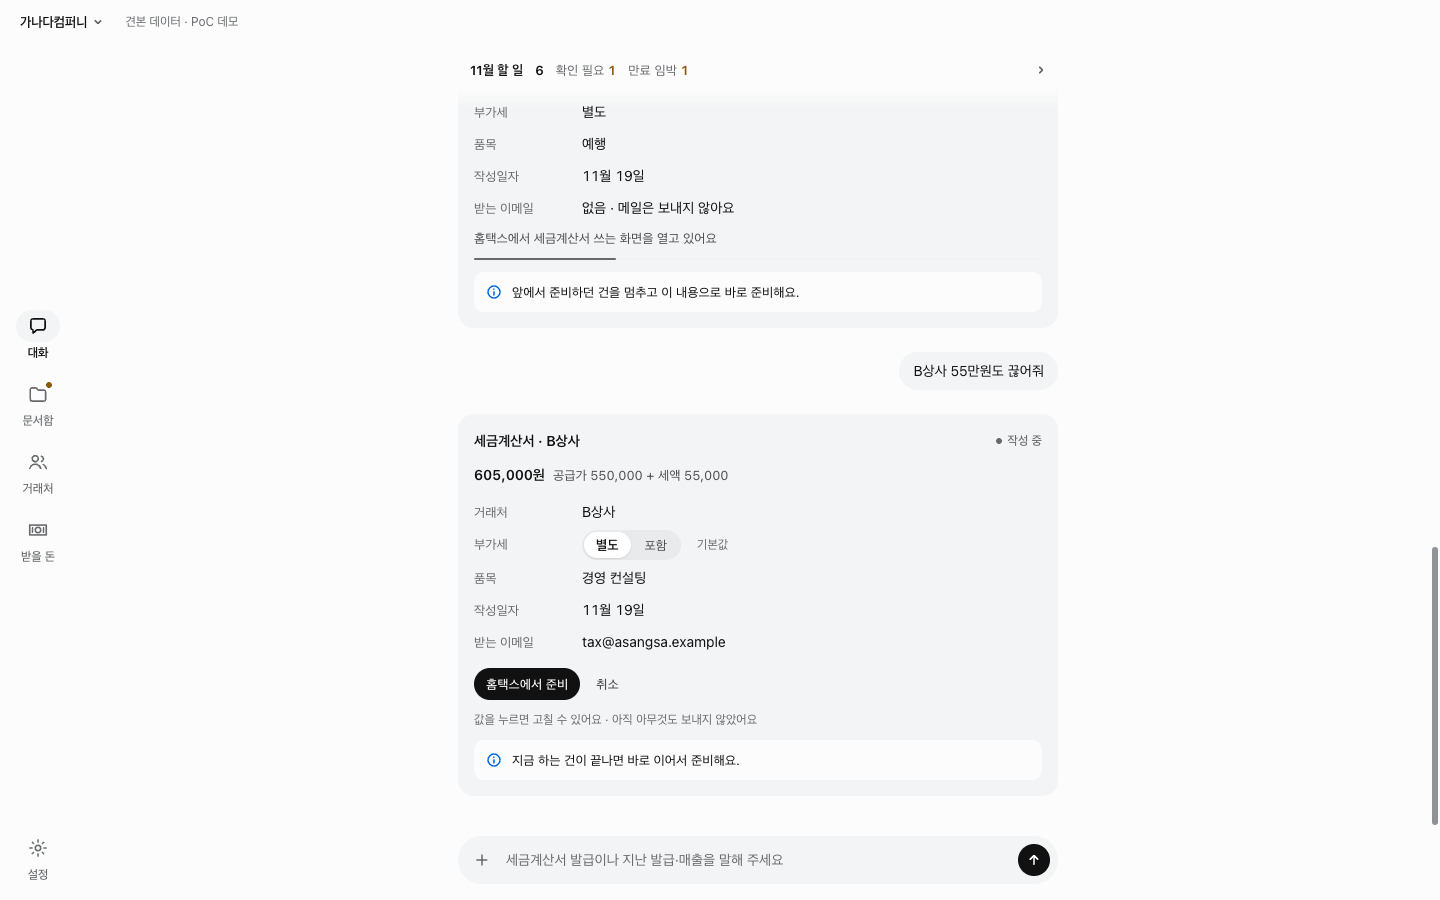 가나다컴퍼니
견본 데이터 · PoC 데모
11월 할 일 6 확인 필요 1 만료 임박 1
부가세 별도
품목 예행
작성일자 11월 19일
받는 이메일 없음 · 메일은 보내지 않아요
홈택스에서 세금계산서 쓰는 화면을 열고 있어요
앞에서 준비하던 건을 멈추고 이 내용으로 바로 준비해요.
B상사 55만원도 끊어줘
세금계산서 · B상사
작성 중
605,000원 공급가 550,000 + 세액 55,000
거래처 B상사
부가세 별도 포함 기본값
품목 경영 컨설팅
작성일자 11월 19일
받는 이메일 tax@asangsa.example
홈택스에서 준비 취소
값을 누르면 고칠 수 있어요 · 아직 아무것도 보내지 않았어요
지금 하는 건이 끝나면 바로 이어서 준비해요.
세금계산서 발급이나 지난 발급·매출을 말해 주세요
대화
문서함
거래처
받을 돈
설정